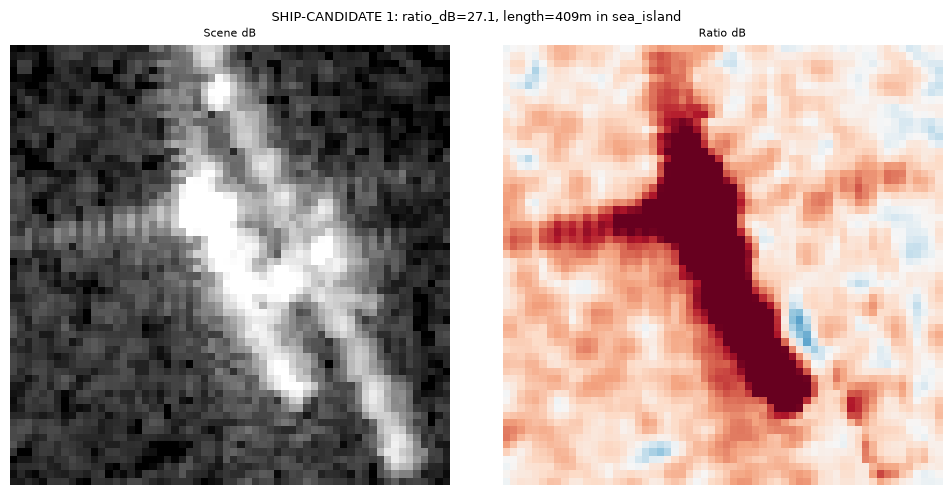 SHIP-CANDIDATE 1: ratio_dB=27.1, length=409m in sea_island
Scene dB
Ratio dB